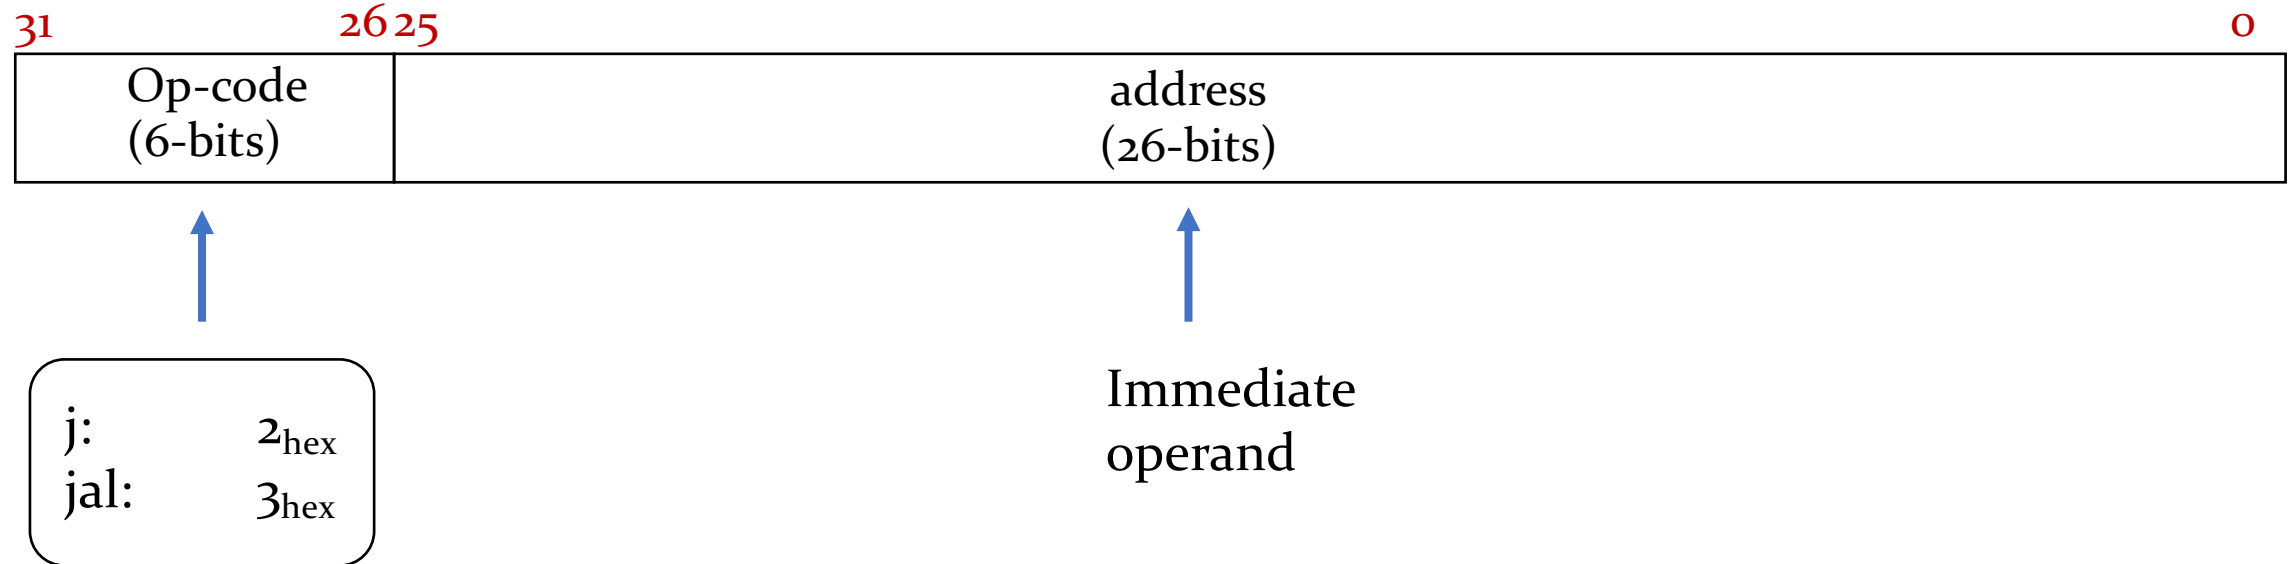 31 26 25 0
Op-code
(6-bits)
address
(26-bits)
j: 2hex
jal: 3hex
Immediate
operand